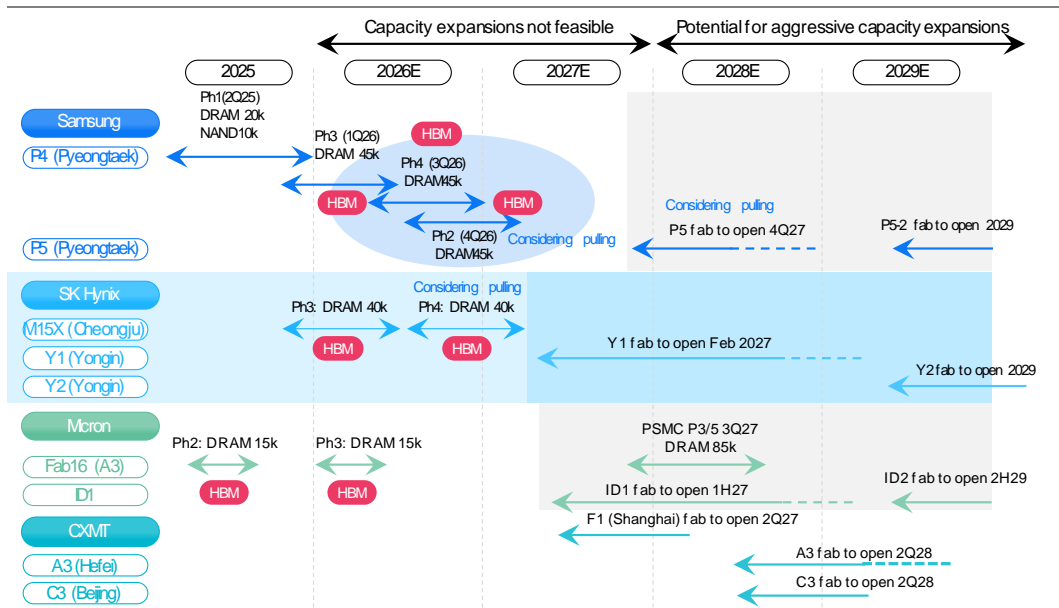 Capacity expansions not feasible
Potential for aggressive capacity expansions
2025
2026E
2027E
2028E
2029E
Samsung
Ph1(2Q25)
DRAM 20k
NAND10k
P4 (Pyeongtaek)
Ph3 (1Q26)
DRAM 45k
HBM
Ph4 (3Q26)
DRAM45k
HBM
HBM
Ph2 (4Q26)
DRAM45k
Considering pulling
P5 (Pyeongtaek)
Considering pulling
P5 fab to open 4Q27
P5-2 fab to open 2029
SK Hynix
Ph3: DRAM 40k
HBM
Considering pulling
Ph4: DRAM 40k
HBM
M15X (Cheongju)
Y1 (Yongin)
Y1 fab to open Feb 2027
Y2 (Yongin)
Y2 fab to open 2029
Micron
Ph2: DRAM 15k
HBM
Ph3: DRAM 15k
HBM
PSMC P3/5 3Q27
DRAM 85k
Fab16 (A3)
ID1
ID1 fab to open 1H27
ID2 fab to open 2H29
CXMT
F1 (Shanghai) fab to open 2Q27
A3 (Hefei)
A3 fab to open 2Q28
C3 (Beijing)
C3 fab to open 2Q28